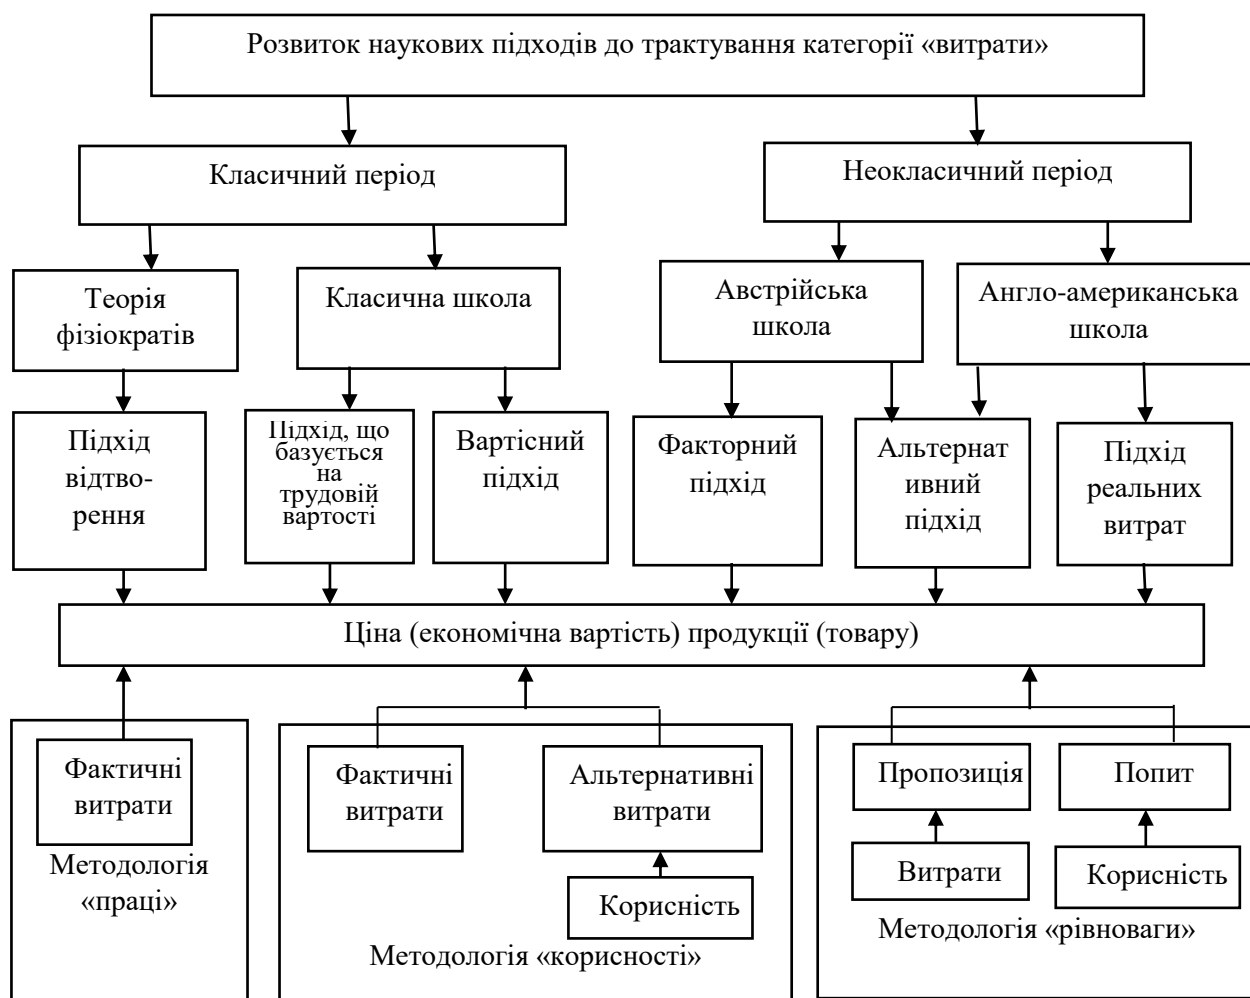 Розвиток наукових підходів до трактування категорії «витрати»
Класичний період
Неокласичний період
Теорія
фізіократів
Класична школа
Австрійська
школа
Англо-американська
школа
Підхід
відтво-
рення
Підхід, що
базується
на
трудовій
вартості
Вартісний
підхід
Факторний
підхід
Альтернат
ивний
підхід
Підхід
реальних
витрат
Ціна (економічна вартість) продукції (товару)
Фактичні
витрати
Методологія
«праці»
Фактичні
витрати
Альтернативні
витрати
Корисність
Методологія «корисності»
Пропозиція
Попит
Витрати
Корисність
Методологія «рівноваги»